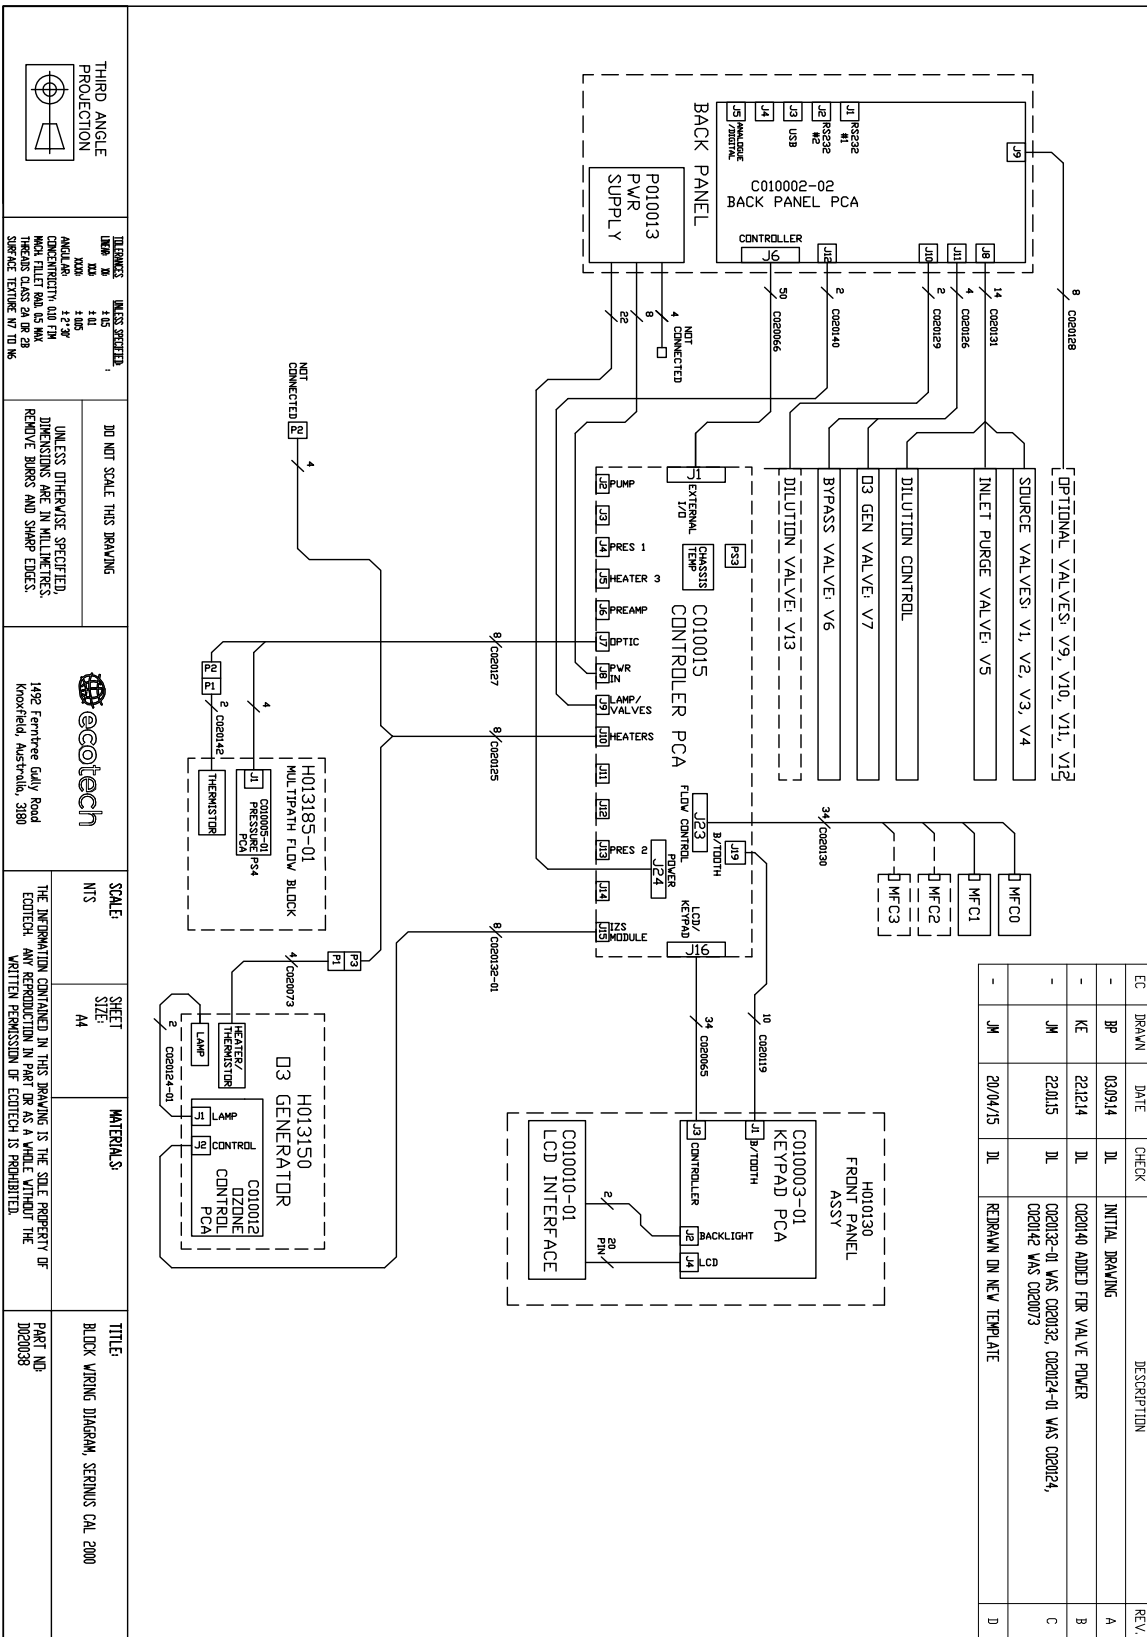 EC DRAWN DATE CHECK DESCRIPTION REV.
- BP 03.09.14 DL INITIAL DRAWING A
- KE 22.12.14 DL C020140 ADDED FOR VALVE POWER B
- JM 22.01.15 DL C020132-01 WAS C020132, C020124-01 WAS C020124,
C020142 WAS C020073 C
- JM 20/04/15 DL REDRAWN ON NEW TEMPLATE D
BACK PANEL
C010002-02
BACK PANEL PCA
J1 RS232 #1
J2 RS232 #2
J3 USB
J4
J5 ANALOGUE /DIGITAL
J9
CONTROLLER
J6
J12
J10
J11
J8
P010013
PWR
SUPPLY
8 C020128
14 C020131
4 C020126
2 C020129
2 C020140
50 C020066
4 NOT CONNECTED
8
22
OPTIONAL VALVES: V9, V10, V11, V12
SOURCE VALVES: V1, V2, V3, V4
INLET PURGE VALVE: V5
DILUTION CONTROL
O3 GEN VALVE: V7
BYPASS VALVE: V6
DILUTION VALVE: V13
MFC0
MFC1
MFC2
MFC3
34 C020130
C010015
CONTROLER PCA
J1
EXTERNAL I/O
PS3
CHASSIS TEMP
J2 PUMP
J3
J4 PRES 1
J5 HEATER 3
J6 PREAMP
J7 OPTIC
J8 PWR IN
J9 LAMP/ VALVES
J10 HEATERS
J11
J12
J13 PRES 2
J14
J15 IZS MODULE
J23
FLOW CONTROL
J19
B/TOOTH
J24
POWER
LCD/ KEYPAD
J16
10 C020119
34 C020065
8 C020127
8 C020125
8 C020132-01
NOT CONNECTED
P2
4
P2
P1
2 C020142
4
H013185-01
MULTIPATH FLOW BLOCK
J1
C010005-01
PRESSURE PS4
PCA
THERMISTOR
P3
P1
4 C020073
H013150
O3 GENERATOR
HEATER/ THERMISTOR
LAMP
2 C020124-01
J1 LAMP
J2 CONTROL
C010012
OZONE
CONTROL
PCA
H010130
FRONT PANEL
ASSY
C010003-01
KEYPAD PCA
J1
B/TOOTH
J3
CONTROLLER
J2 BACKLIGHT
J4 LCD
2
20 PIN
C010010-01
LCD INTERFACE
THIRD ANGLE
PROJECTION
TOLERANCES UNLESS SPECIFIED:
LINEAR: X ± 0.5
X.X ± 0.1
X.XX ± 0.05
ANGULAR: ± 2°30'
CONCENTRICITY: 0.10 FIM
MACH. FILLET RAD. 0.5 MAX
THREADS CLASS 2A OR 2B
SURFACE TEXTURE N7 TO N6
DO NOT SCALE THIS DRAWING
UNLESS OTHERWISE SPECIFIED,
DIMENSIONS ARE IN MILLIMETRES.
REMOVE BURRS AND SHARP EDGES.
ecotech
1492 Ferntree Gully Road
Knoxfield, Australia, 3180
SCALE:
NTS
SHEET SIZE:
A4
MATERIALS:
THE INFORMATION CONTAINED IN THIS DRAWING IS THE SOLE PROPERTY OF
ECOTECH. ANY REPRODUCTION IN PART OR AS A WHOLE WITHOUT THE
WRITTEN PERMISSION OF ECOTECH IS PROHIBITED.
TITLE:
BLOCK WIRING DIAGRAM, SERINUS CAL 2000
PART NO:
D020038